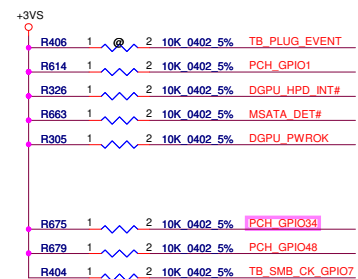 +3VS
R406 1 @ 2 10K_0402_5% TB_PLUG_EVENT
R614 1 2 10K_0402_5% PCH_GPIO1
R326 1 2 10K_0402_5% DGPU_HPD_INT#
R663 1 2 10K_0402_5% MSATA_DET#
R305 1 2 10K_0402_5% DGPU_PWROK
R675 1 2 10K_0402_5% PCH_GPIO34
R679 1 2 10K_0402_5% PCH_GPIO48
R404 1 2 10K_0402_5% TB_SMB_CK_GPIO7